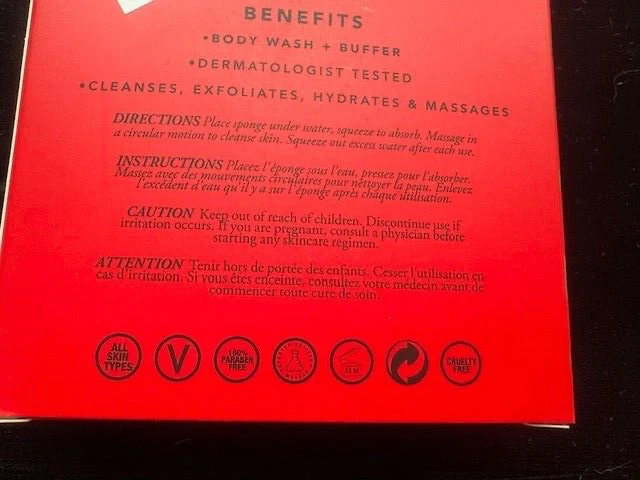 BENEFITS
•BODY WASH + BUFFER
•DERMATOLOGIST TESTED
•CLEANSES, EXFOLIATES, HYDRATES & MASSAGES
DIRECTIONS Place sponge under water, squeeze to absorb. Massage in
a circular motion to cleanse skin. Squeeze out excess water after each use.
INSTRUCTIONS Placez l'éponge sous l'eau, pressez pour l'absorber.
Massez avec des mouvements circulaires pour nettoyer la peau. Enlevez
l'excédent d'eau qu'il y a sur l'éponge après chaque utilisation.
CAUTION Keep out of reach of children. Discontinue use if
irritation occurs. If you are pregnant, consult a physician before
starting any skincare regimen.
ATTENTION Tenir hors de portée des enfants. Cesser l'utilisation en
cas d'irritation. Si vous êtes enceinte, consultez votre médecin avant de
commencer toute cure de soin.
ALL
SKIN
TYPES
V
100%
PARABEN
FREE
CRUELTY
FREE